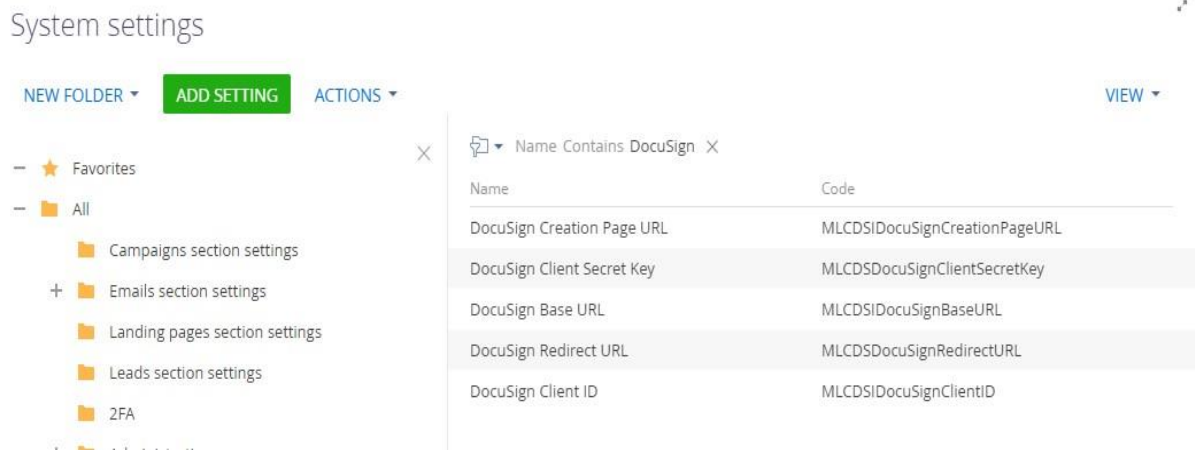 System settings
NEW FOLDER ADD SETTING ACTIONS VIEW
Favorites
All
Campaigns section settings
Emails section settings
Landing pages section settings
Leads section settings
2FA
Name Contains DocuSign
Name Code
DocuSign Creation Page URL MLCDSIDocuSignCreationPageURL
DocuSign Client Secret Key MLCDSDocuSignClientSecretKey
DocuSign Base URL MLCDSIDocuSignBaseURL
DocuSign Redirect URL MLCDSDocuSignRedirectURL
DocuSign Client ID MLCDSIDocuSignClientID